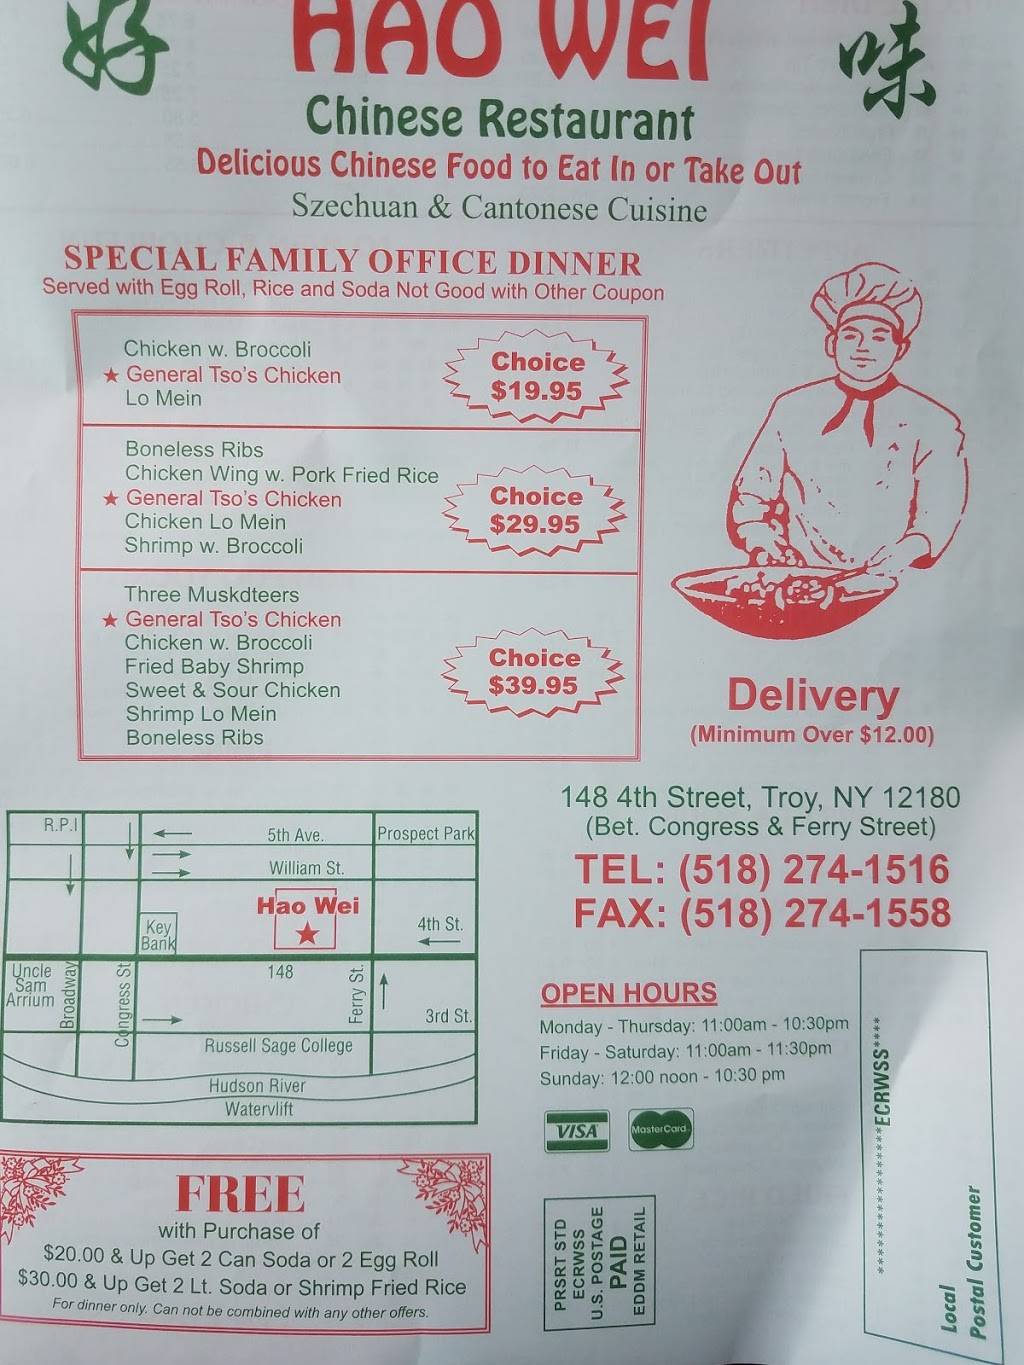 好 HAO WEI 味
Chinese Restaurant
Delicious Chinese Food to Eat In or Take Out
Szechuan & Cantonese Cuisine
SPECIAL FAMILY OFFICE DINNER
Served with Egg Roll, Rice and Soda Not Good with Other Coupon
Chicken w. Broccoli
★ General Tso's Chicken
Lo Mein
Choice
$19.95
Boneless Ribs
Chicken Wing w. Pork Fried Rice
★ General Tso's Chicken
Chicken Lo Mein
Shrimp w. Broccoli
Choice
$29.95
Three Muskdteers
★ General Tso's Chicken
Chicken w. Broccoli
Fried Baby Shrimp
Sweet & Sour Chicken
Shrimp Lo Mein
Boneless Ribs
Choice
$39.95
Delivery
(Minimum Over $12.00)
148 4th Street, Troy, NY 12180
(Bet. Congress & Ferry Street)
TEL: (518) 274-1516
FAX: (518) 274-1558
R.P.I
5th Ave.
Prospect Park
William St.
Hao Wei
Key
Bank
4th St.
148
Uncle
Sam
Arrium
Broadway
Congress St
Ferry St.
3rd St.
Russell Sage College
Hudson River
Watervlift
OPEN HOURS
Monday - Thursday: 11:00am - 10:30pm
Friday - Saturday: 11:00am - 11:30pm
Sunday: 12:00 noon - 10:30 pm
VISA
MasterCard
FREE
with Purchase of
$20.00 & Up Get 2 Can Soda or 2 Egg Roll
$30.00 & Up Get 2 Lt. Soda or Shrimp Fried Rice
For dinner only. Can not be combined with any other offers.
PRSRT STD
ECRWSS
U.S. POSTAGE
PAID
EDDM RETAIL
*******************ECRWSS****
Local
Postal Customer